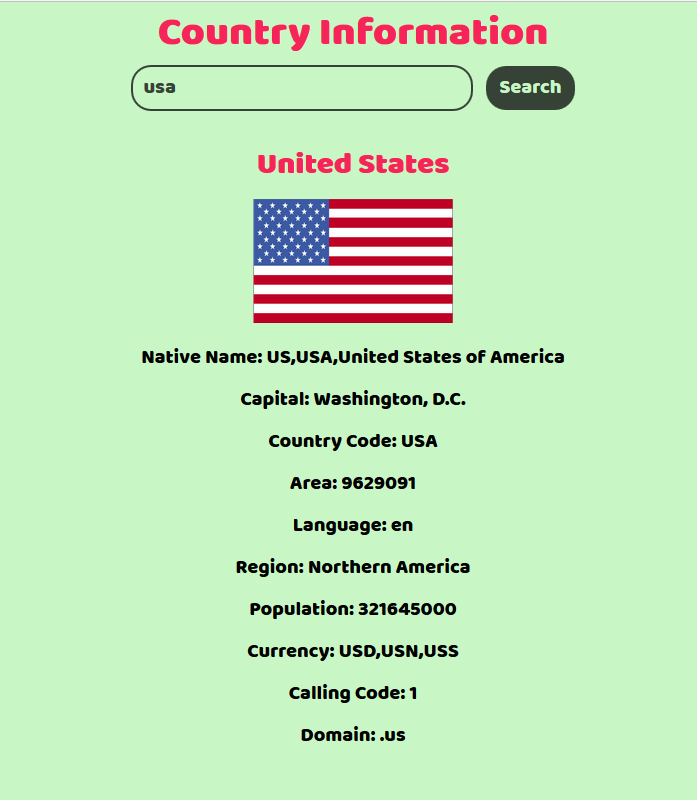 Country Information
usa
Search
United States
Native Name: US,USA,United States of America
Capital: Washington, D.C.
Country Code: USA
Area: 9629091
Language: en
Region: Northern America
Population: 321645000
Currency: USD,USN,USS
Calling Code: 1
Domain: .us